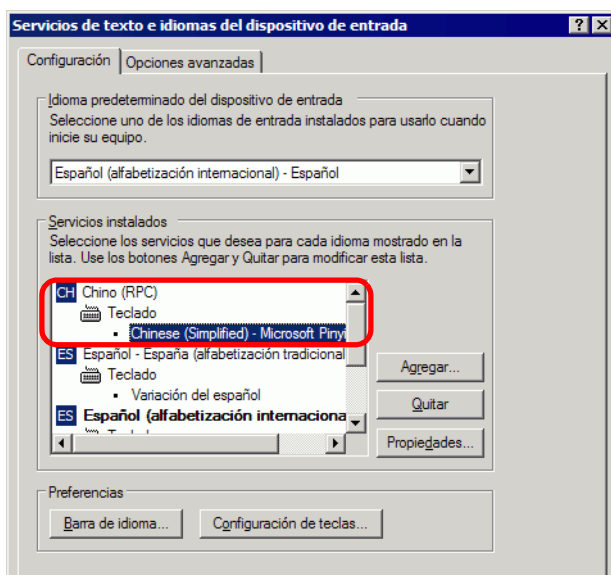 Servicios de texto e idiomas del dispositivo de entrada
Configuración Opciones avanzadas
Idioma predeterminado del dispositivo de entrada
Seleccione uno de los idiomas de entrada instalados para usarlo cuando
inicie su equipo.
Español (alfabetización internacional) - Español
Servicios instalados
Seleccione los servicios que desea para cada idioma mostrado en la
lista. Use los botones Agregar y Quitar para modificar esta lista.
CH Chino (RPC)
Teclado
Chinese (Simplified) - Microsoft Piny
ES Español - España (alfabetización tradicional
Teclado
Variación del español
ES Español (alfabetización internaciona
Agregar...
Quitar
Propiedades...
Preferencias
Barra de idioma... Configuración de teclas...